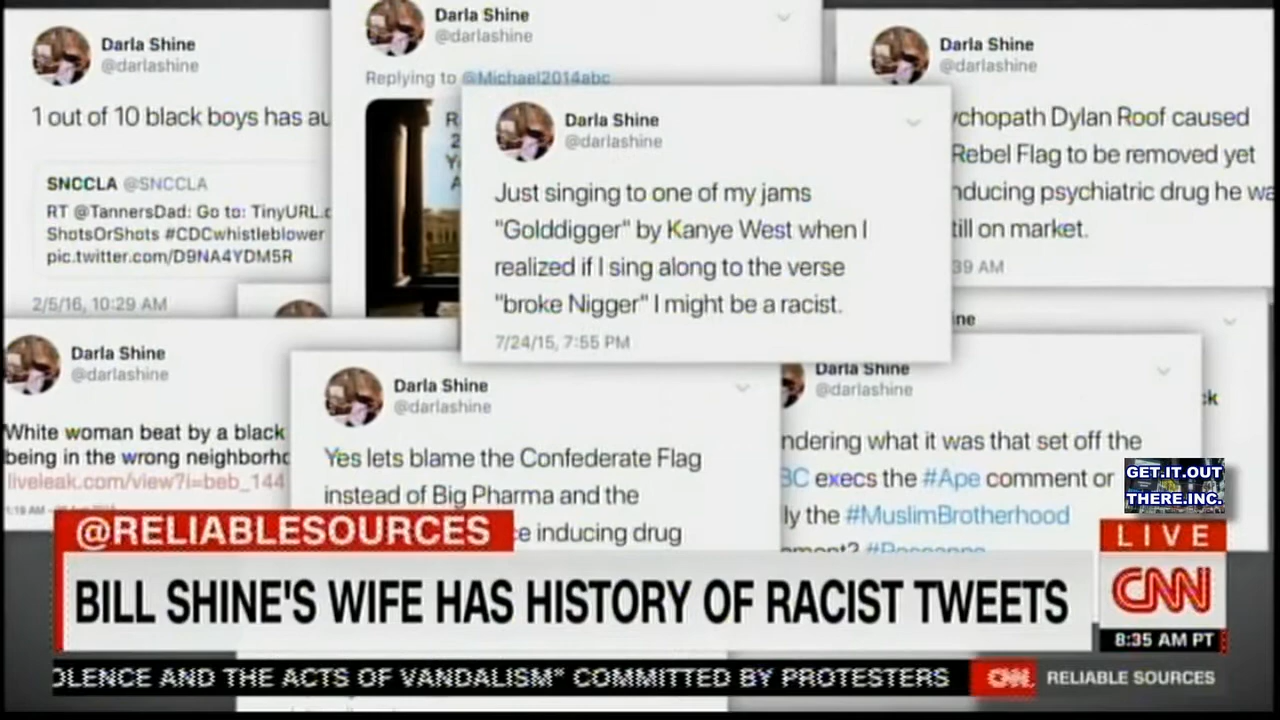 Darla Shine
@darlashine
1 out of 10 black boys has au
SNCCLA @SNCCLA
RT @TannersDad: Go to: TinyURL.c
ShotsOrShots #CDCwhistleblower
pic.twitter.com/D9NA4YDM5R
2/5/16, 10:29 AM
Darla Shine
@darlashine
Replying to @Michael2014abc
Darla Shine
@darlashine
Just singing to one of my jams
"Golddigger" by Kanye West when I
realized if I sing along to the verse
"broke Nigger" I might be a racist.
7/24/15, 7:55 PM
Darla Shine
@darlashine
ychopath Dylan Roof caused
Rebel Flag to be removed yet
nducing psychiatric drug he wa
till on market.
39 AM
ine
ck
Darla Shine
@darlashine
White woman beat by a black
being in the wrong neighborho
liveleak.com/view?i=beb_144
Darla Shine
@darlashine
Yes lets blame the Confederate Flag
instead of Big Pharma and the
e inducing drug
Darla Shine
@darlashine
ndering what it was that set off the
BC execs the #Ape comment or
ly the #MuslimBrotherhood
GET.IT.OUT
THERE.INC.
@RELIABLESOURCES
BILL SHINE'S WIFE HAS HISTORY OF RACIST TWEETS
LIVE
CNN
8:35 AM PT
OLENCE AND THE ACTS OF VANDALISM" COMMITTED BY PROTESTERS
CNN RELIABLE SOURCES